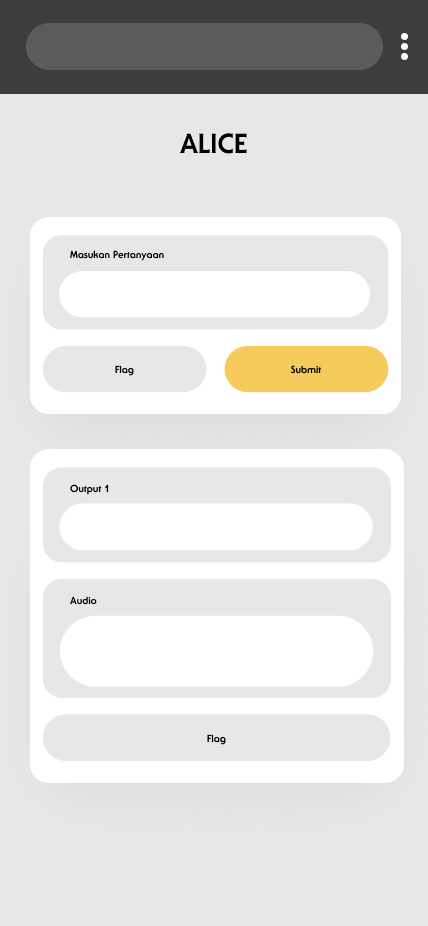 ALICE
Masukan Pertanyaan
Flag
Submit
Output 1
Audio
Flag